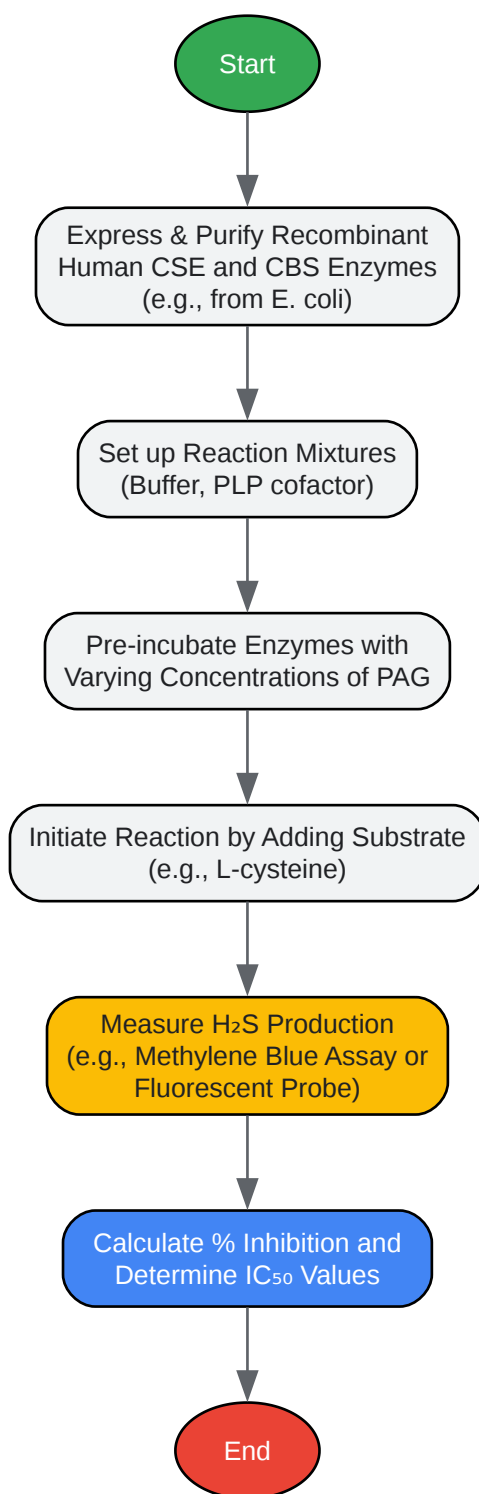 Start
Express & Purify Recombinant
Human CSE and CBS Enzymes
(e.g., from E. coli)
Set up Reaction Mixtures
(Buffer, PLP cofactor)
Pre-incubate Enzymes with
Varying Concentrations of PAG
Initiate Reaction by Adding Substrate
(e.g., L-cysteine)
Measure H₂S Production
(e.g., Methylene Blue Assay or
Fluorescent Probe)
Calculate % Inhibition and
Determine IC₅₀ Values
End